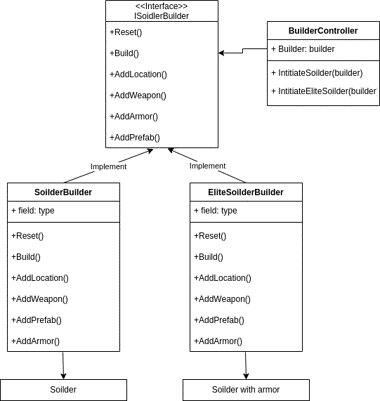 <<Interface>>
ISoidlerBuilder
+Reset()
+Build()
+AddLocation()
+AddWeapon()
+AddArmor()
+AddPrefab()
BuilderController
+ Builder: builder
+ IntitiateSoilder(builder)
+ IntitiateEliteSoilder(builder
Implement
Implement
SoilderBuilder
+ field: type
+Reset()
+Build()
+AddLocation()
+AddWeapon()
+AddPrefab()
+AddArmor()
EliteSoilderBuilder
+ field: type
+Reset()
+Build()
+AddLocation()
+AddWeapon()
+AddPrefab()
+AddArmor()
Soilder
Soilder with armor